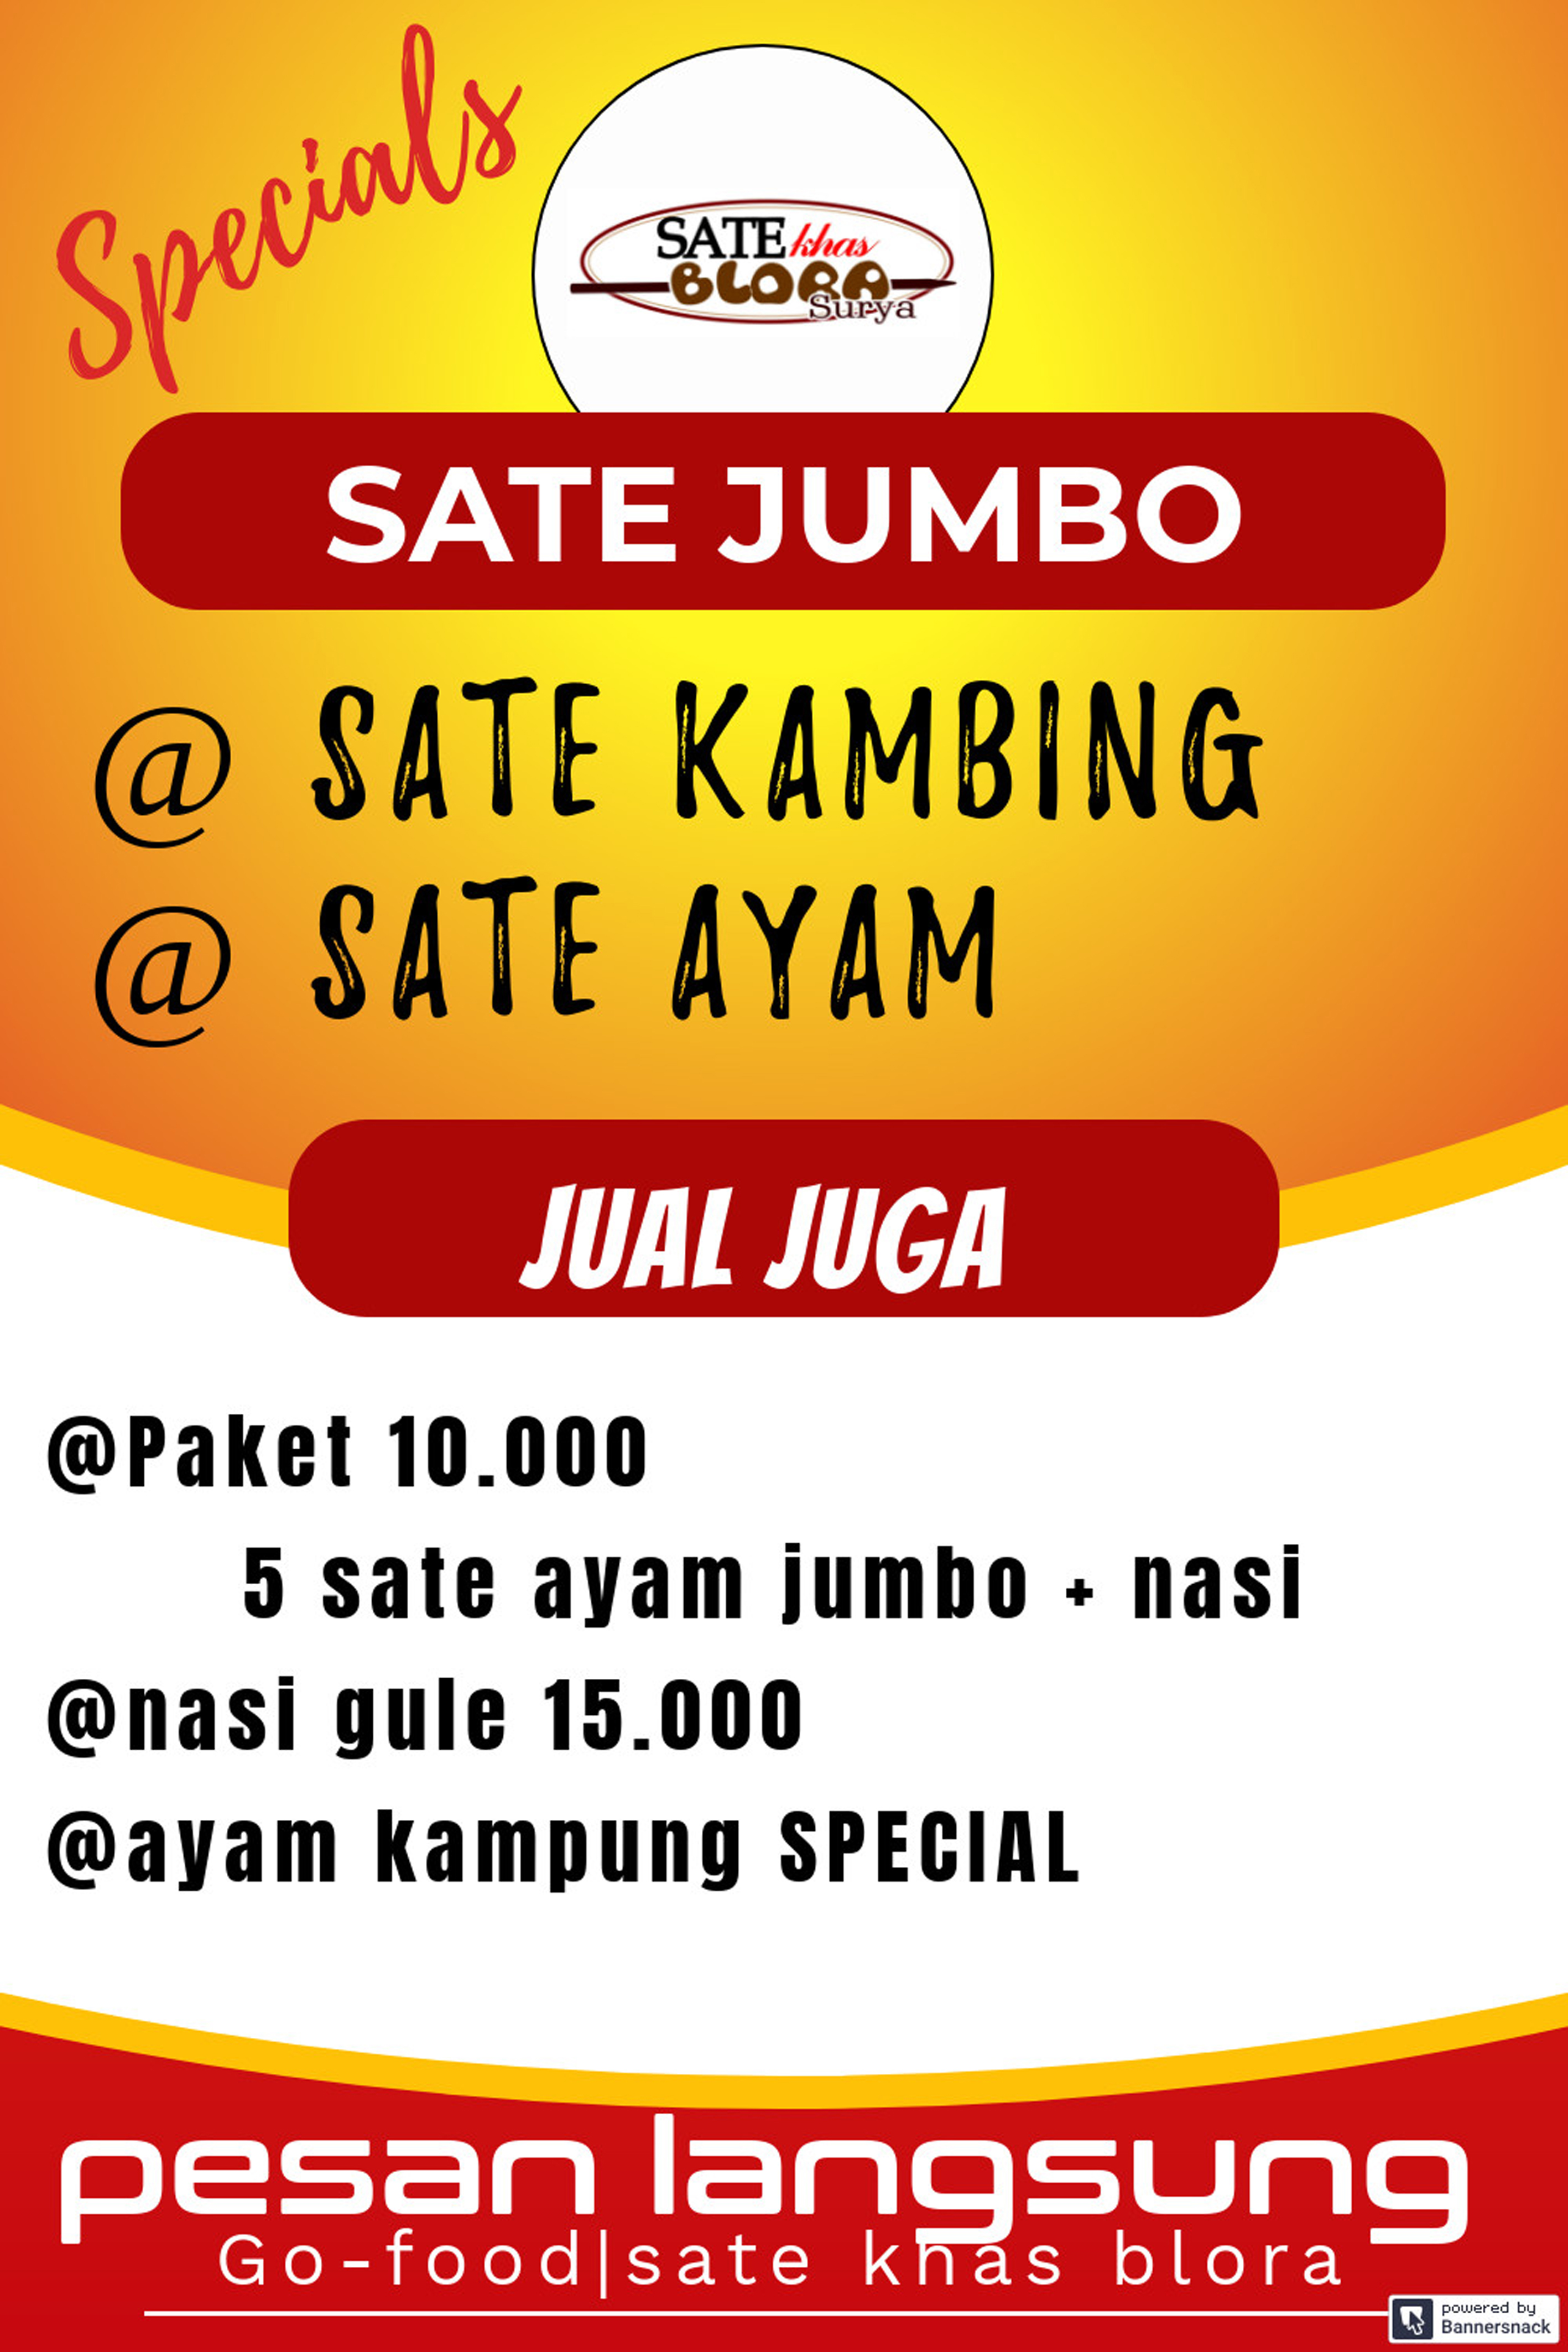 Specials
SATE khas
BLORA
Surya
SATE JUMBO
@ SATE KAMBING
@ SATE AYAM
JUAL JUGA
@Paket 10.000
5 sate ayam jumbo + nasi
@nasi gule 15.000
@ayam kampung SPECIAL
pesan langsung
Go-food|sate khas blora
powered by
Bannersnack